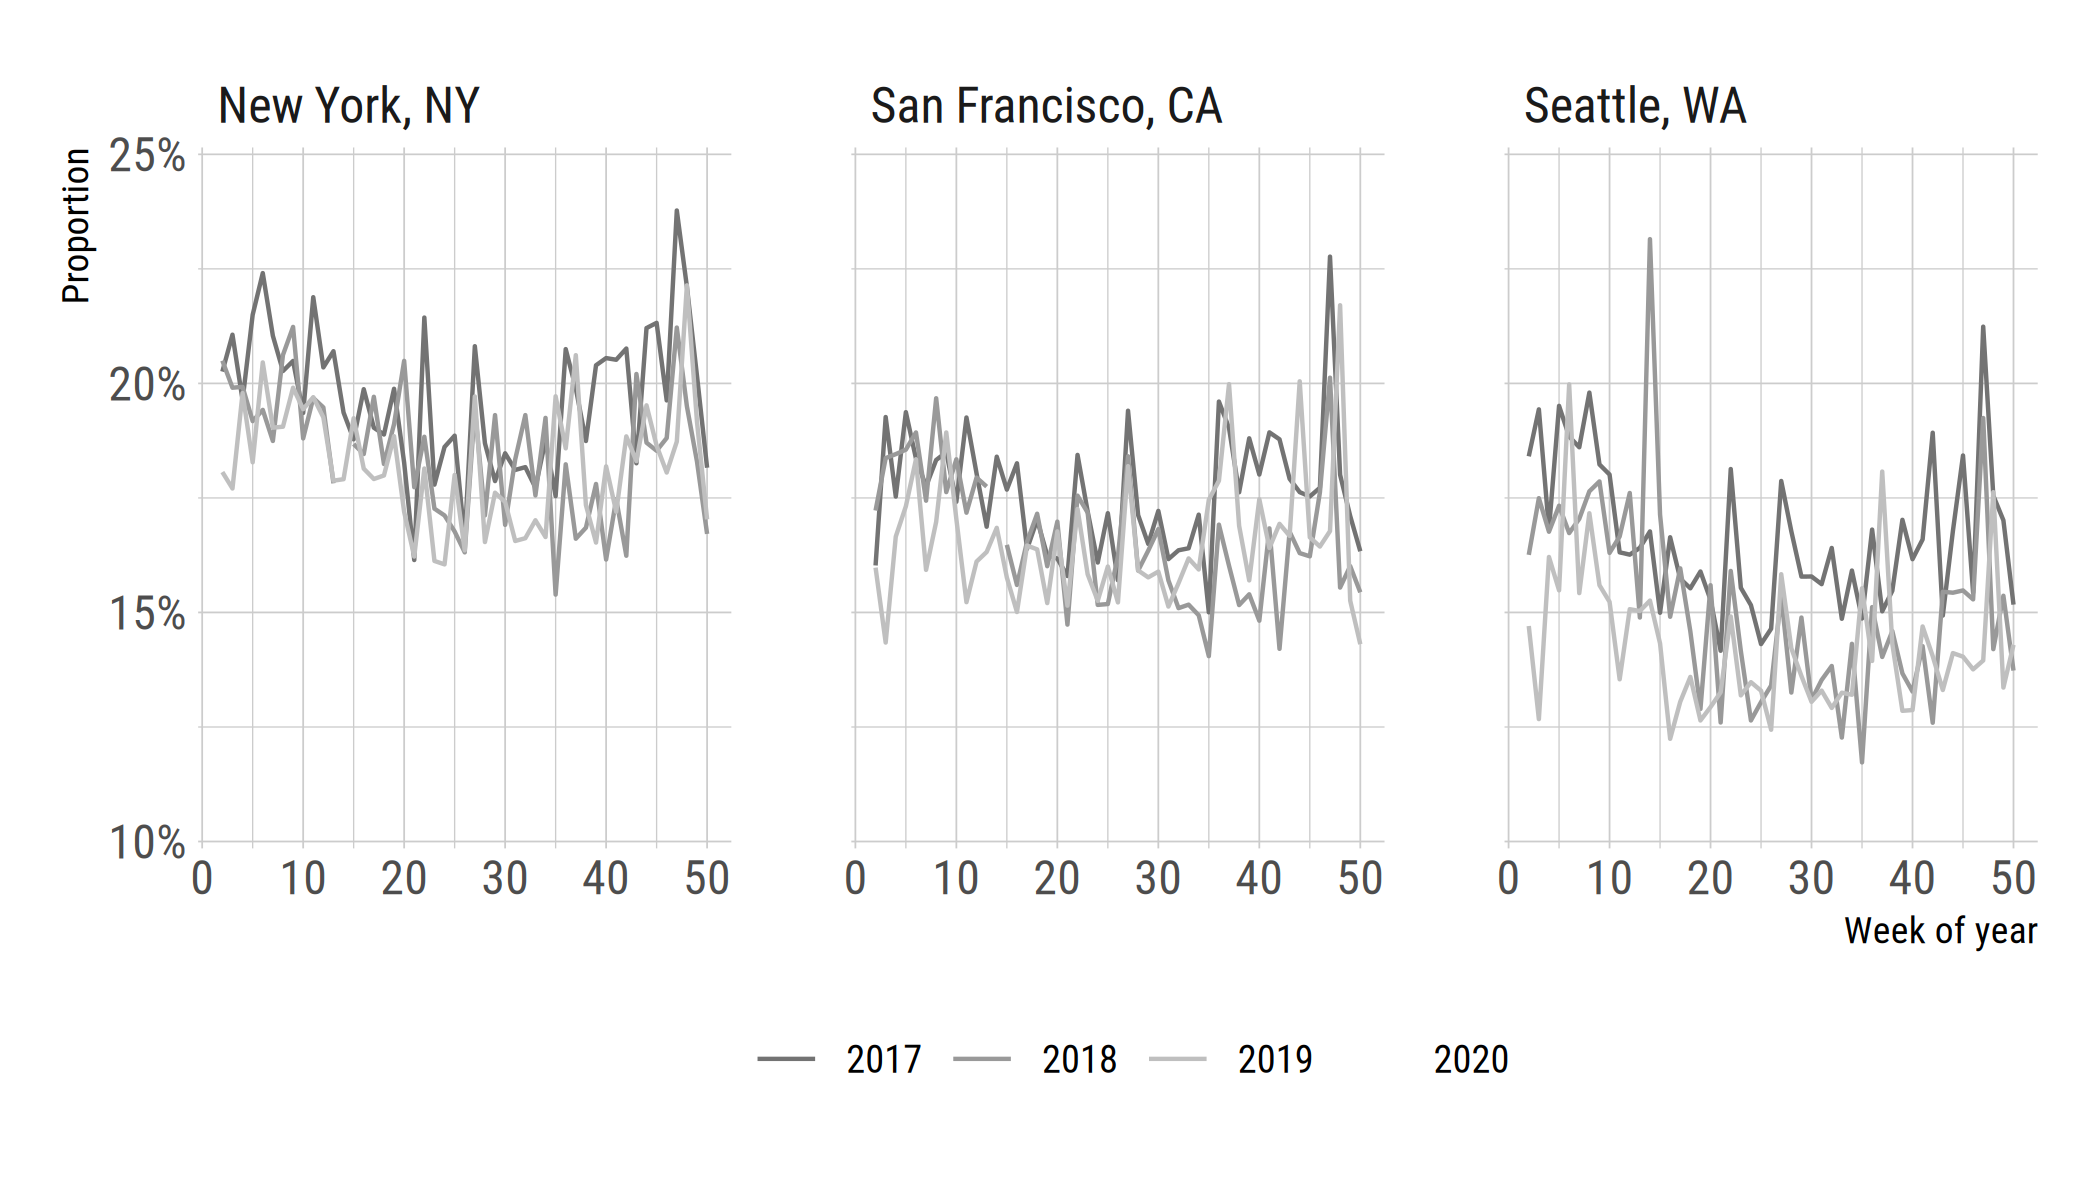 New York, NY
San Francisco, CA
Seattle, WA
Proportion
25%
20%
15%
10%
0 10 20 30 40 50
0 10 20 30 40 50
0 10 20 30 40 50
Week of year
2017 2018 2019 2020